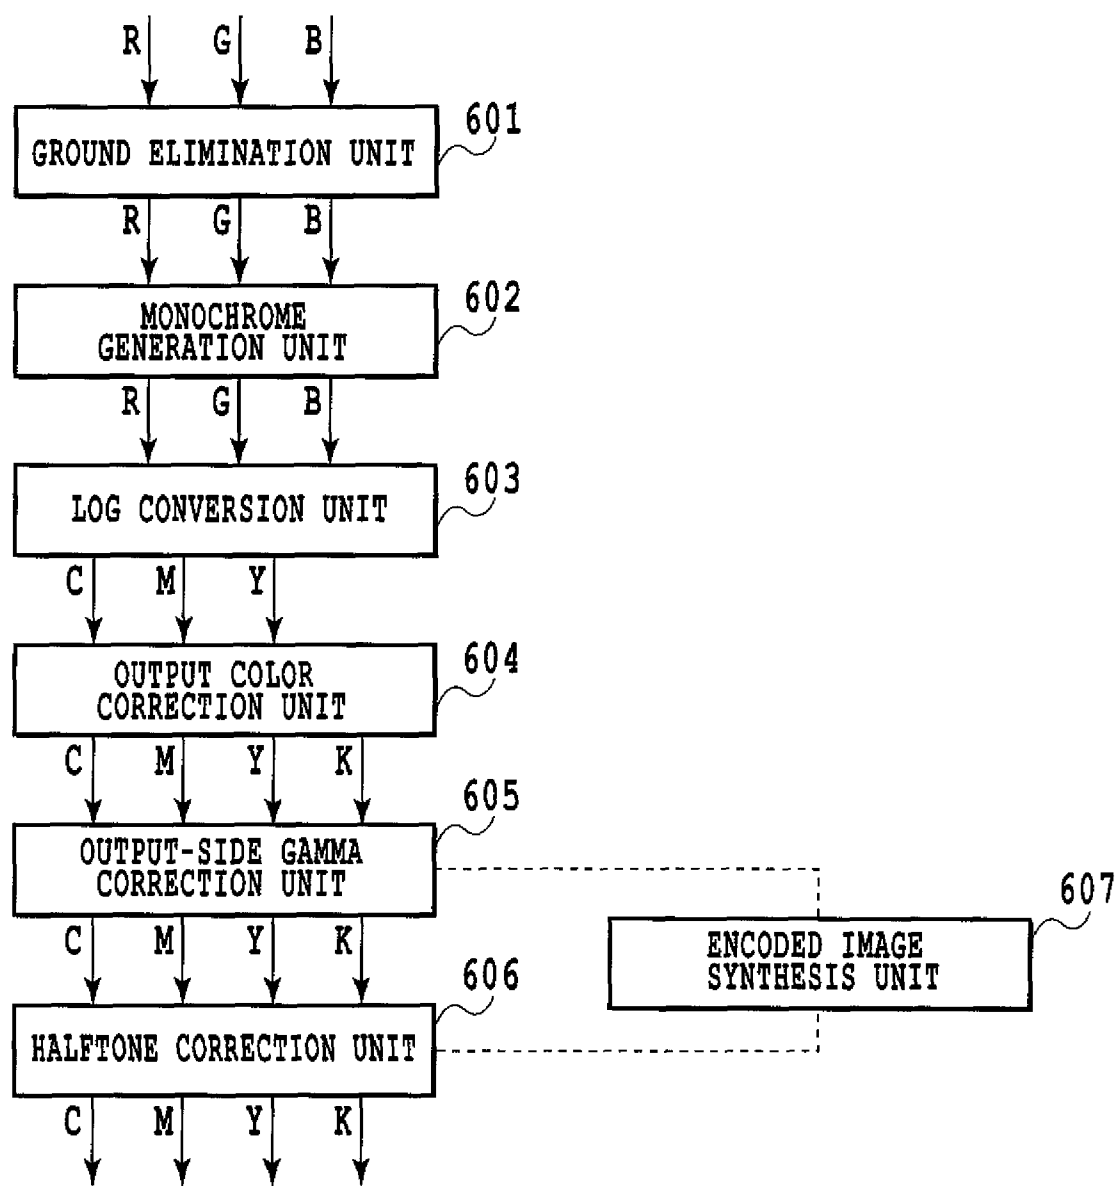 R G B
601
GROUND ELIMINATION UNIT
R G B
602
MONOCHROME
GENERATION UNIT
R G B
603
LOG CONVERSION UNIT
C M Y
604
OUTPUT COLOR
CORRECTION UNIT
C M Y K
605
OUTPUT-SIDE GAMMA
CORRECTION UNIT
607
ENCODED IMAGE
SYNTHESIS UNIT
C M Y K
606
HALFTONE CORRECTION UNIT
C M Y K